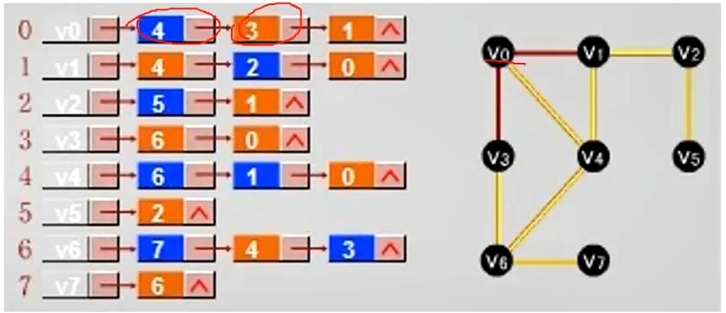 0 v0 4 3 1 ^
1 v1 4 2 0 ^
2 v2 5 1 ^
3 v3 6 0 ^
4 v4 6 1 0 ^
5 v5 2 ^
6 v6 7 4 3 ^
7 v7 6 ^
V0 V1 V2
V3 V4 V5
V6 V7